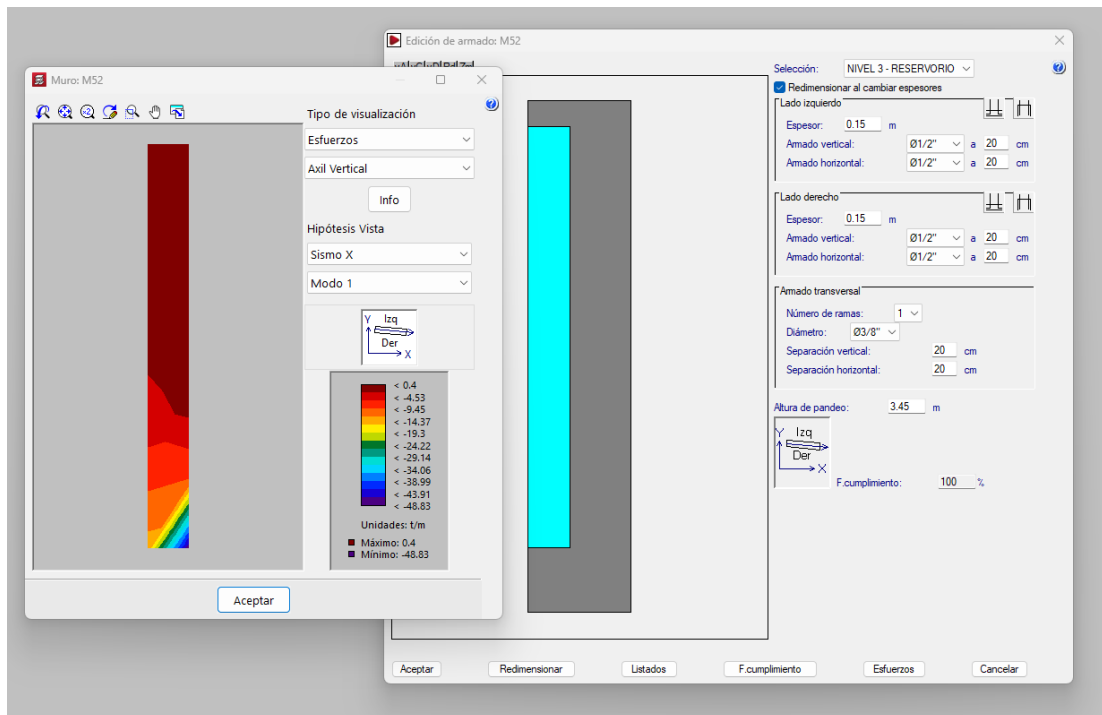 Edición de armado: M52
Selección: NIVEL 3 - RESERVORIO
Redimensionar al cambiar espesores
Lado izquierdo
Espesor: 0.15 m
Armado vertical: Ø1/2" a 20 cm
Armado horizontal: Ø1/2" a 20 cm
Lado derecho
Espesor: 0.15 m
Armado vertical: Ø1/2" a 20 cm
Armado horizontal: Ø1/2" a 20 cm
Armado transversal
Número de ramas: 1
Diámetro: Ø3/8"
Separación vertical: 20 cm
Separación horizontal: 20 cm
Altura de pandeo: 3.45 m
Y Izq
Der
X
F.cumplimiento: 100 %
Aceptar Redimensionar Listados F.cumplimiento Esfuerzos Cancelar
Muro: M52
Tipo de visualización
Esfuerzos
Axil Vertical
Info
Hipótesis Vista
Sismo X
Modo 1
Y Izq
Der
X
< 0.4
< -4.53
< -9.45
< -14.37
< -19.3
< -24.22
< -29.14
< -34.06
< -38.99
< -43.91
< -48.83
Unidades: t/m
Máximo: 0.4
Mínimo: -48.83
Aceptar